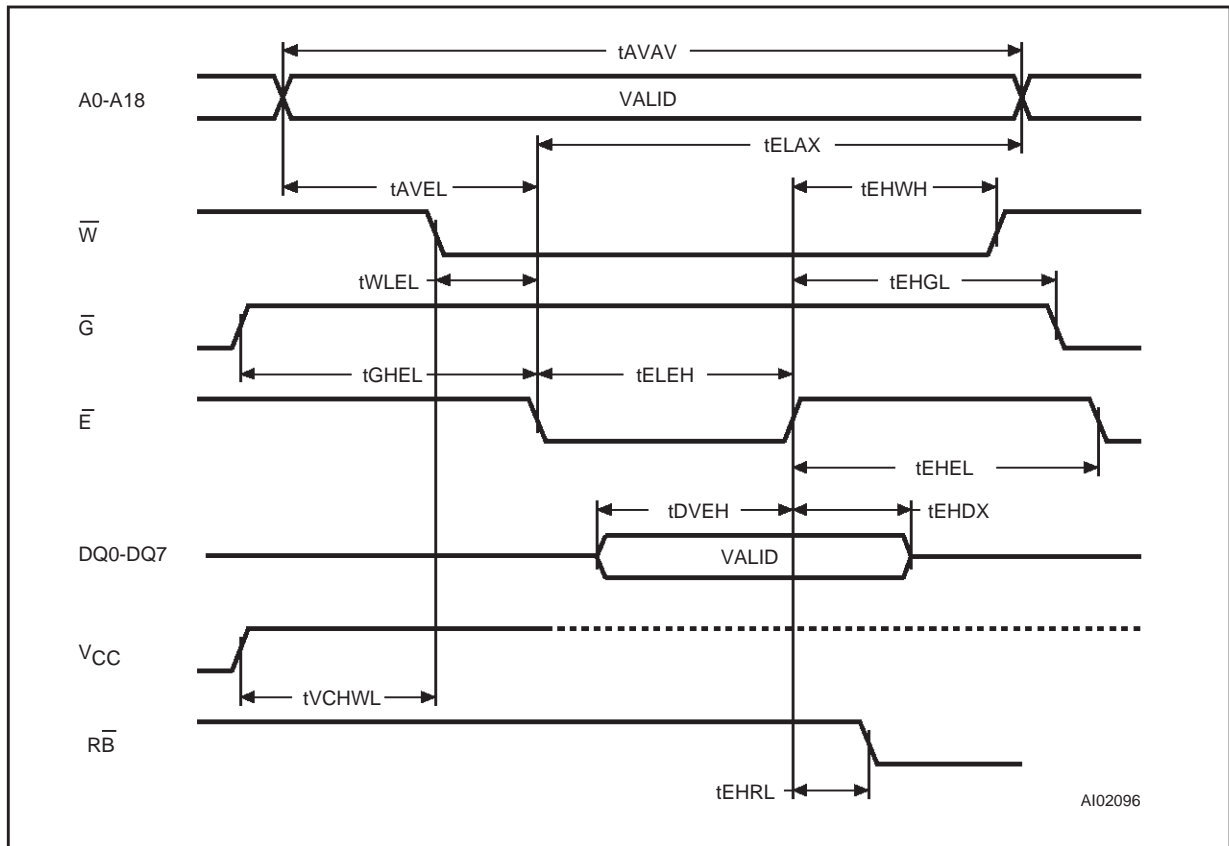 tAVAV
A0-A18
VALID
tELAX
tAVEL
tEHWH
W̅
tWLEL
tEHGL
G̅
tGHEL
tELEH
E̅
tEHEL
tDVEH
tEHDX
DQ0-DQ7
VALID
VCC
tVCHWL
RB̅
tEHRL
AI02096